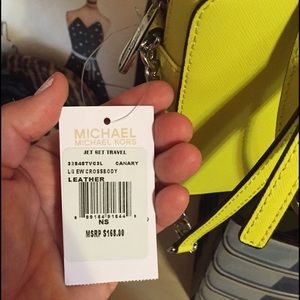 MICHAEL
MICHAEL KORS
JET SET TRAVEL
CANARY
LG EW CROSSBODY
LEATHER
NS
MSRP $168.00